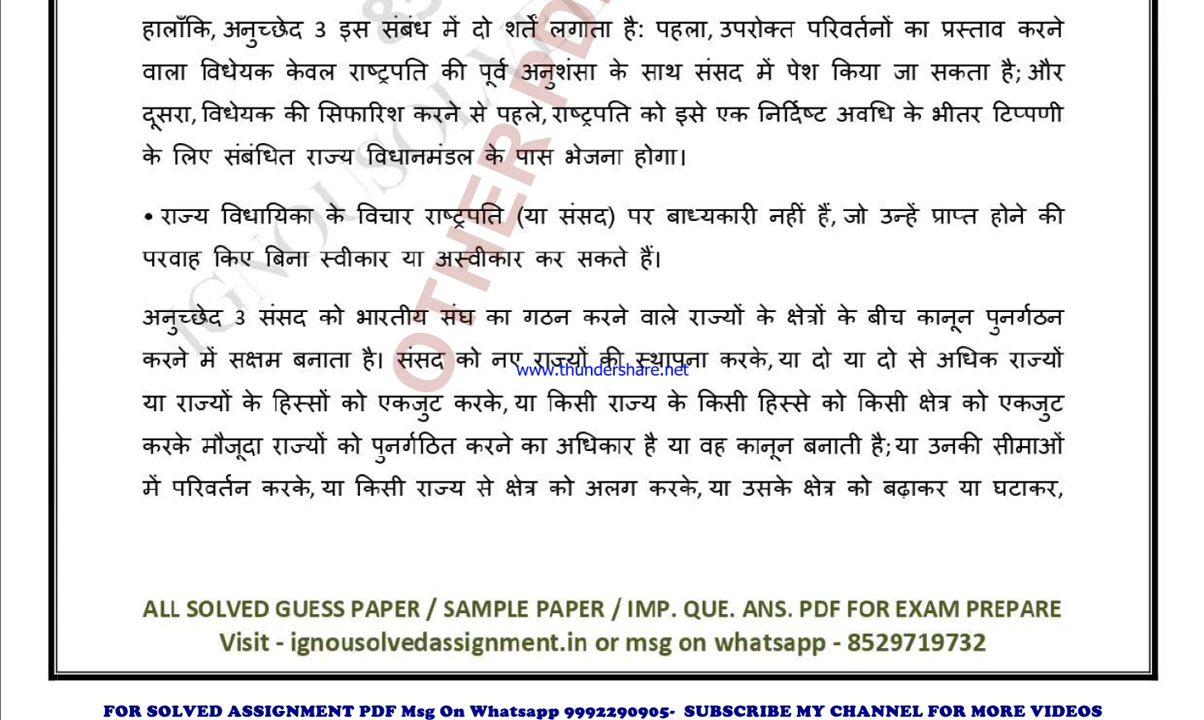 हालाँकि, अनुच्छेद 3 इस संबंध में दो शर्तें लगाता है: पहला, उपरोक्त परिवर्तनों का प्रस्ताव करने
वाला विधेयक केवल राष्ट्रपति की पूर्व अनुशंसा के साथ संसद में पेश किया जा सकता है; और
दूसरा, विधेयक की सिफारिश करने से पहले, राष्ट्रपति को इसे एक निर्दिष्ट अवधि के भीतर टिप्पणी
के लिए संबंधित राज्य विधानमंडल के पास भेजना होगा।
• राज्य विधायिका के विचार राष्ट्रपति (या संसद) पर बाध्यकारी नहीं हैं, जो उन्हें प्राप्त होने की
परवाह किए बिना स्वीकार या अस्वीकार कर सकते हैं।
अनुच्छेद 3 संसद को भारतीय संघ का गठन करने वाले राज्यों के क्षेत्रों के बीच कानून पुनर्गठन
करने में सक्षम बनाता है। संसद को नए राज्यों की स्थापना करके, या दो या दो से अधिक राज्यों
www.thundershare.net
या राज्यों के हिस्सों को एकजुट करके, या किसी राज्य के किसी हिस्से को किसी क्षेत्र को एकजुट
करके मौजूदा राज्यों को पुनर्गठित करने का अधिकार है या वह कानून बनाती है; या उनकी सीमाओं
में परिवर्तन करके, या किसी राज्य से क्षेत्र को अलग करके, या उसके क्षेत्र को बढ़ाकर या घटाकर,
OTHER PD
ALL SOLVED GUESS PAPER / SAMPLE PAPER / IMP. QUE. ANS. PDF FOR EXAM PREPARE
Visit - ignousolvedassignment.in or msg on whatsapp - 8529719732
FOR SOLVED ASSIGNMENT PDF Msg On Whatsapp 9992290905- SUBSCRIBE MY CHANNEL FOR MORE VIDEOS